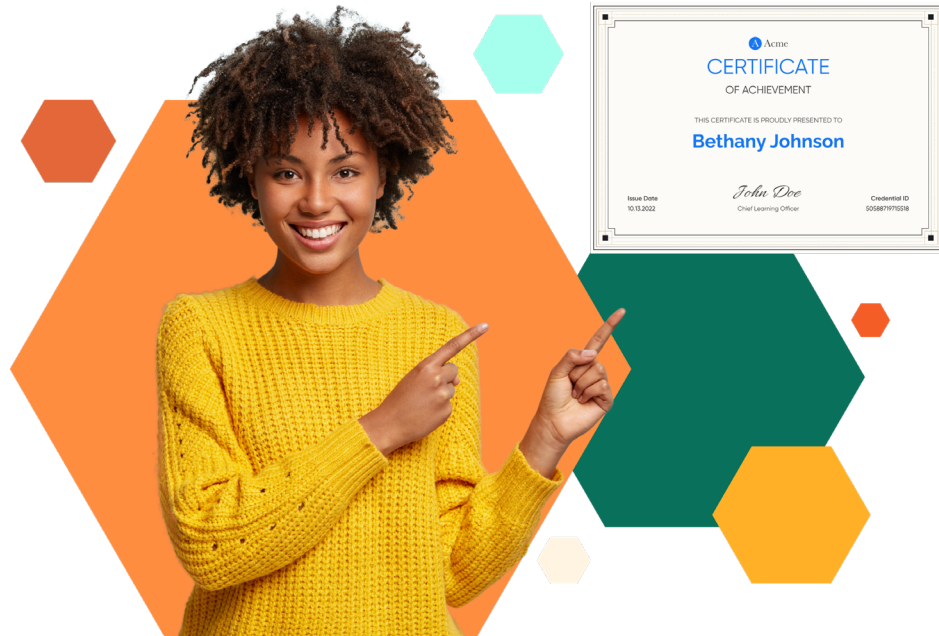 A Acme
CERTIFICATE
OF ACHIEVEMENT
THIS CERTIFICATE IS PROUDLY PRESENTED TO
Bethany Johnson
John Doe
Issue Date
Credential ID
10.13.2022
Chief Learning Officer
50588719715518